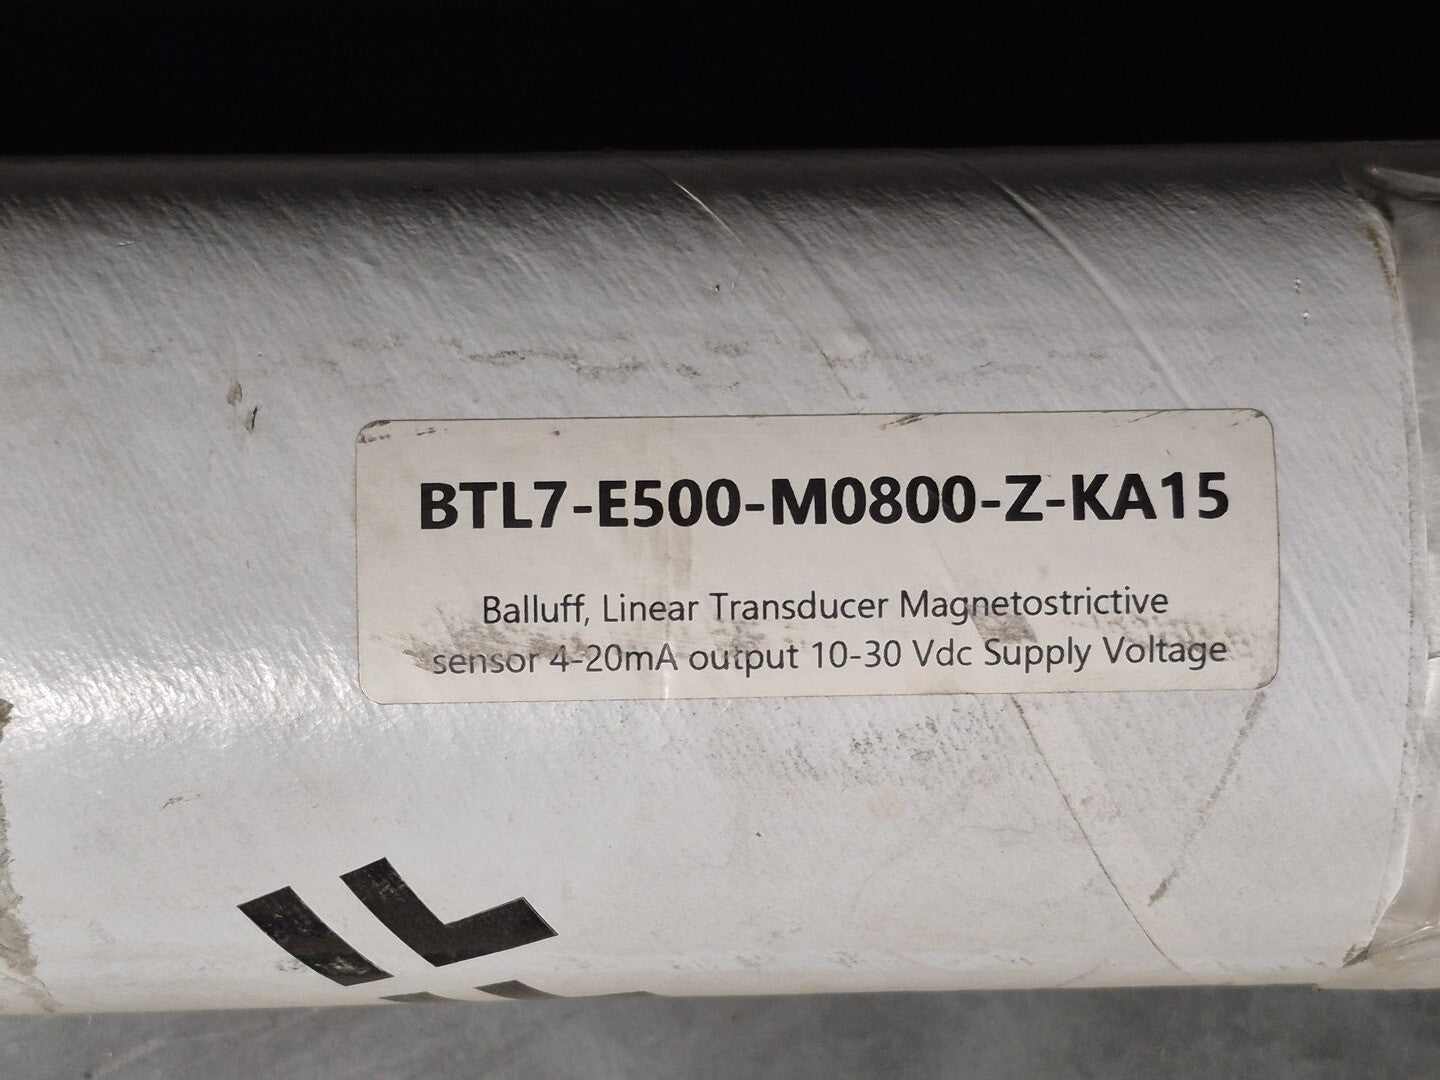 BTL7-E500-M0800-Z-KA15
Balluff, Linear Transducer Magnetostrictive
sensor 4-20mA output 10-30 Vdc Supply Voltage